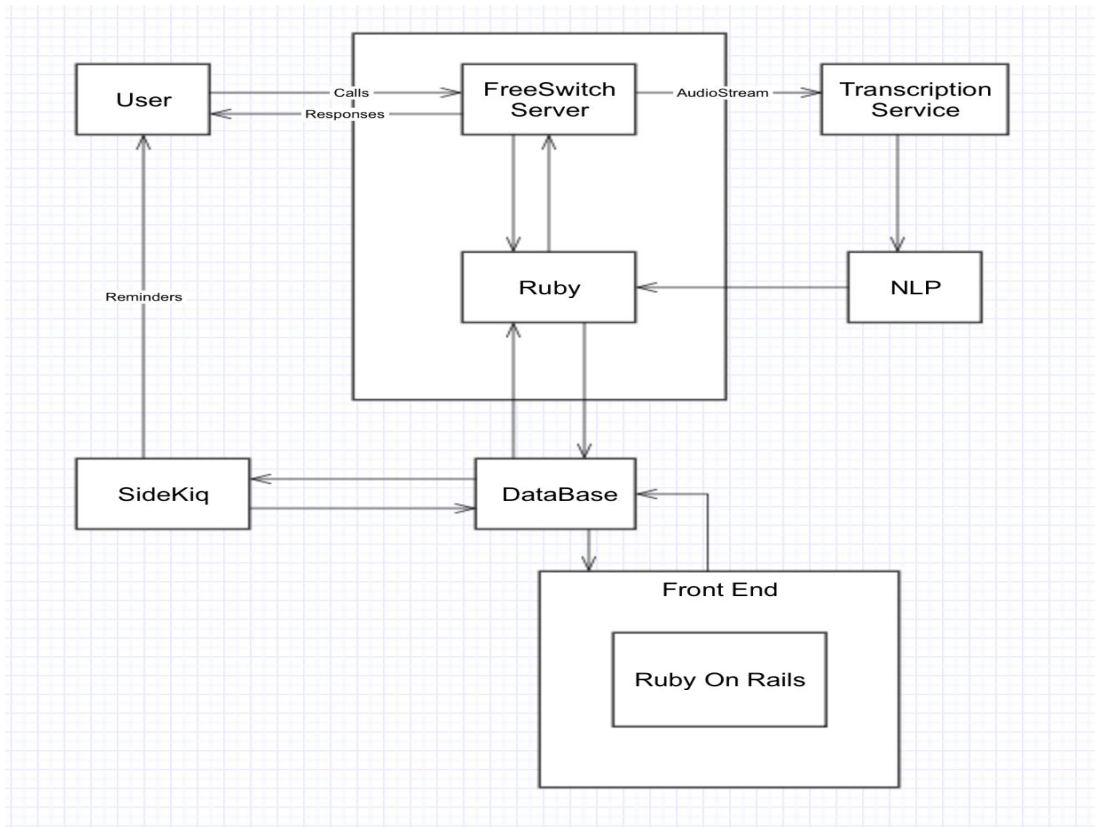 User
Calls
Responses
FreeSwitch
Server
AudioStream
Transcription
Service
Ruby
NLP
Reminders
SideKiq
DataBase
Front End
Ruby On Rails